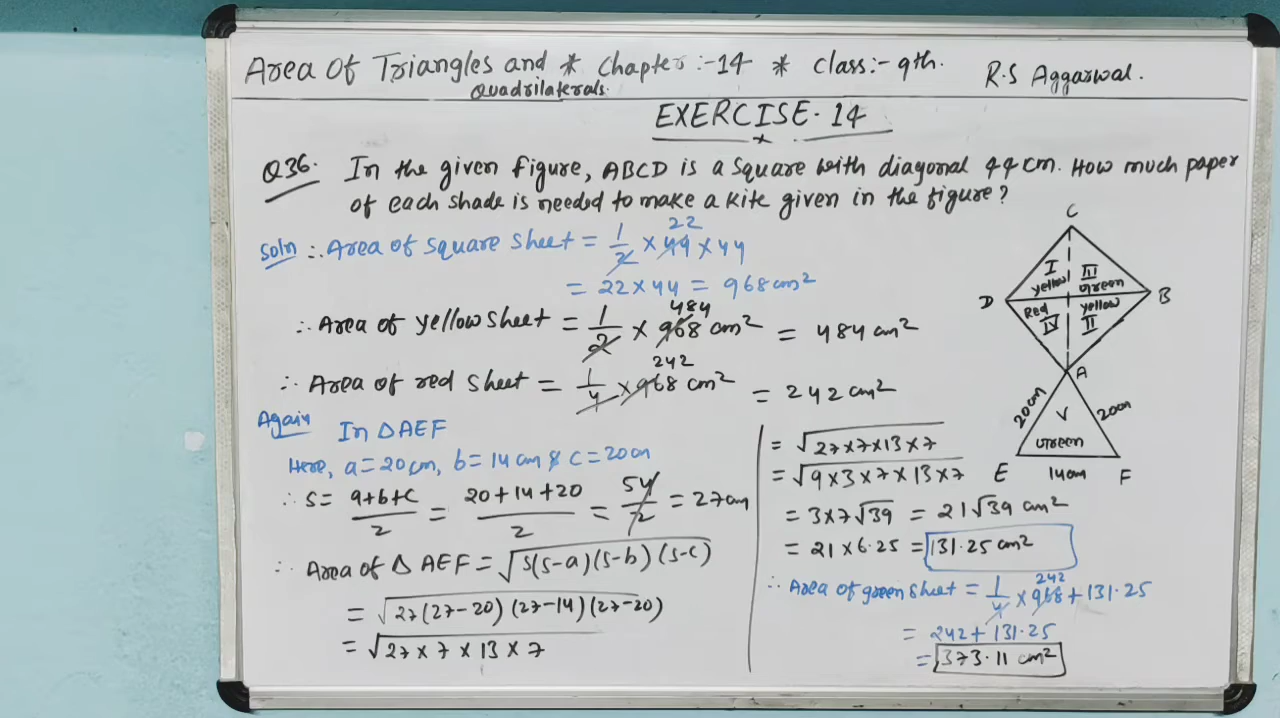 Area Of Triangles and * Chapter :- 14 * class:- 9th. R.S Aggarwal.
Quadrilaterals.
EXERCISE. 14
Q36. In the given figure, ABCD is a square with diagonal 44 cm. How much paper
of each shade is needed to make a kite given in the figure?
Soln ∴ Area of square sheet = 1/2 × 44 × 44
22
= 22 × 44 = 968 cm²
∴ Area of yellow sheet = 1/2 × 968 cm² = 484 cm²
484
∴ Area of red sheet = 1/4 × 968 cm² = 242 cm²
242
Again In △AEF
Here, a = 20 cm, b = 14 cm & c = 20 cm
∴ S = a+b+c/2 = 20+14+20/2 = 54/2 = 27 cm
∴ Area of △ AEF = √s(s-a)(s-b)(s-c)
= √27(27-20)(27-14)(27-20)
= √27 × 7 × 13 × 7
= √27×7×13×7
= √9×3×7×13×7
= 3×7√39 = 21√39 cm²
= 21 × 6.25 = 131.25 cm²
∴ Area of green sheet = 1/4 × 968 + 131.25
242
= 242 + 131.25
= 373.11 cm²
C
I
yellow
III
green
D
B
Red
IV
yellow
II
A
20cm
V
20cm
green
E
14cm
F